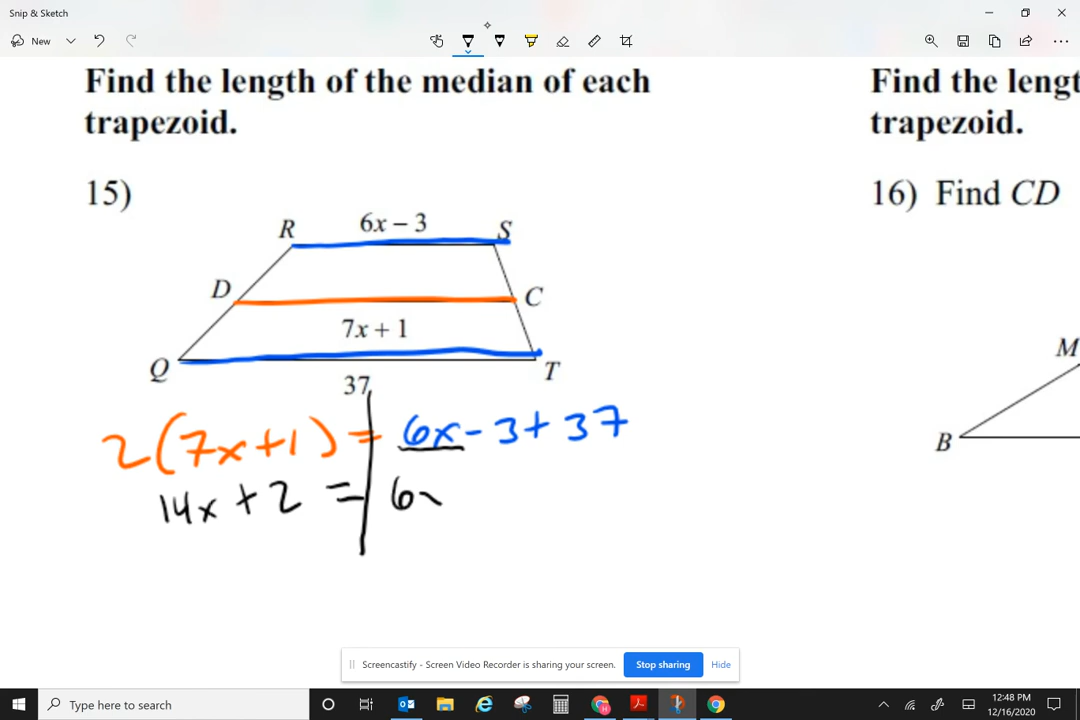 Snip & Sketch
New
Find the length of the median of each
trapezoid.
Find the lengt
trapezoid.
15)
16) Find CD
R
6x – 3
S
D
C
7x + 1
Q
T
37
M
B
2(7x+1) = 6x - 3 + 37
14x + 2 = 6x
Screencastify - Screen Video Recorder is sharing your screen.
Stop sharing
Hide
Type here to search
12:48 PM
12/16/2020